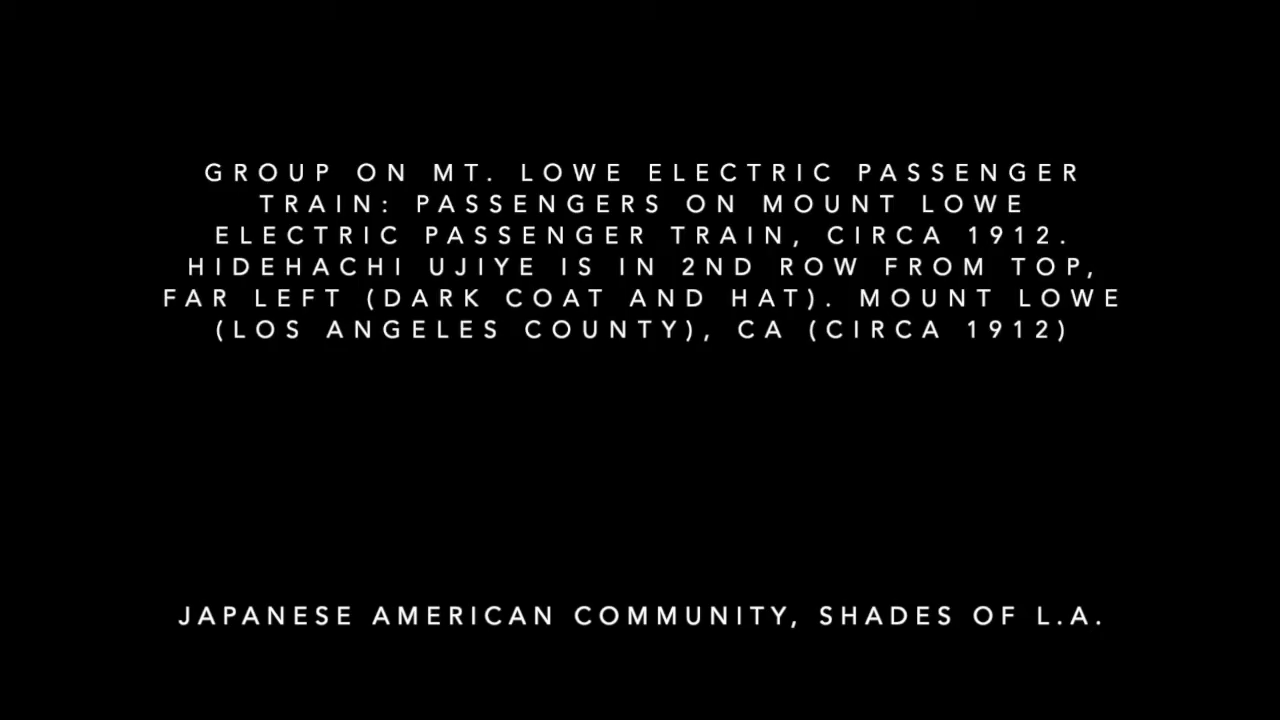 GROUP ON MT. LOWE ELECTRIC PASSENGER
TRAIN: PASSENGERS ON MOUNT LOWE
ELECTRIC PASSENGER TRAIN, CIRCA 1912.
HIDEHACHI UJIYE IS IN 2ND ROW FROM TOP,
FAR LEFT (DARK COAT AND HAT). MOUNT LOWE
(LOS ANGELES COUNTY), CA (CIRCA 1912)
JAPANESE AMERICAN COMMUNITY, SHADES OF L.A.